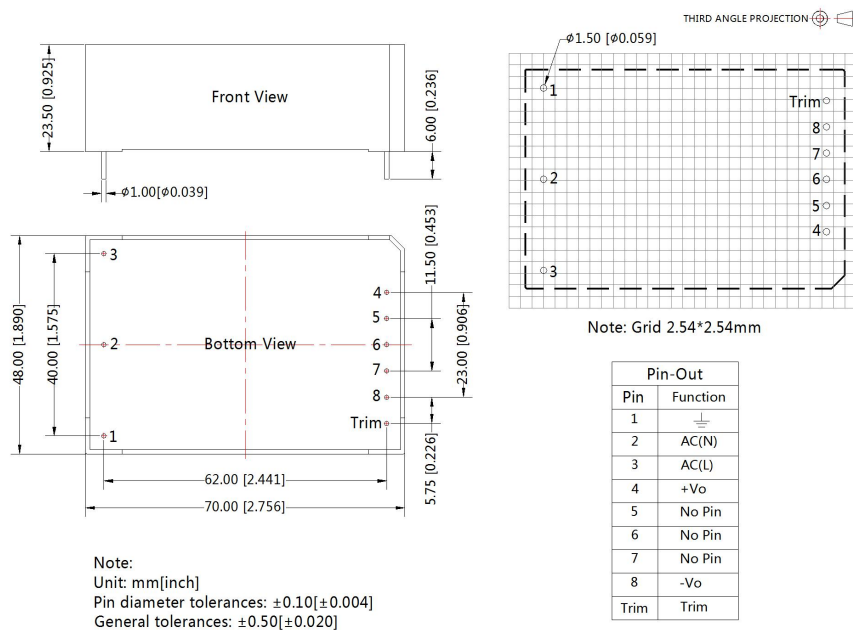 THIRD ANGLE PROJECTION
23.50 [0.925]
Front View
6.00 [0.236]
ϕ1.00[ϕ0.039]
ϕ1.50 [ϕ0.059]
1
2
3
Trim
8
7
6
5
4
Note: Grid 2.54*2.54mm
48.00 [1.890]
40.00 [1.575]
3
2
1
Bottom View
4
5
6
7
8
Trim
11.50 [0.453]
23.00 [0.906]
5.75 [0.226]
62.00 [2.441]
70.00 [2.756]
Pin-Out
Pin Function
1 ⏚
2 AC(N)
3 AC(L)
4 +Vo
5 No Pin
6 No Pin
7 No Pin
8 -Vo
Trim Trim
Note:
Unit: mm[inch]
Pin diameter tolerances: ±0.10[±0.004]
General tolerances: ±0.50[±0.020]